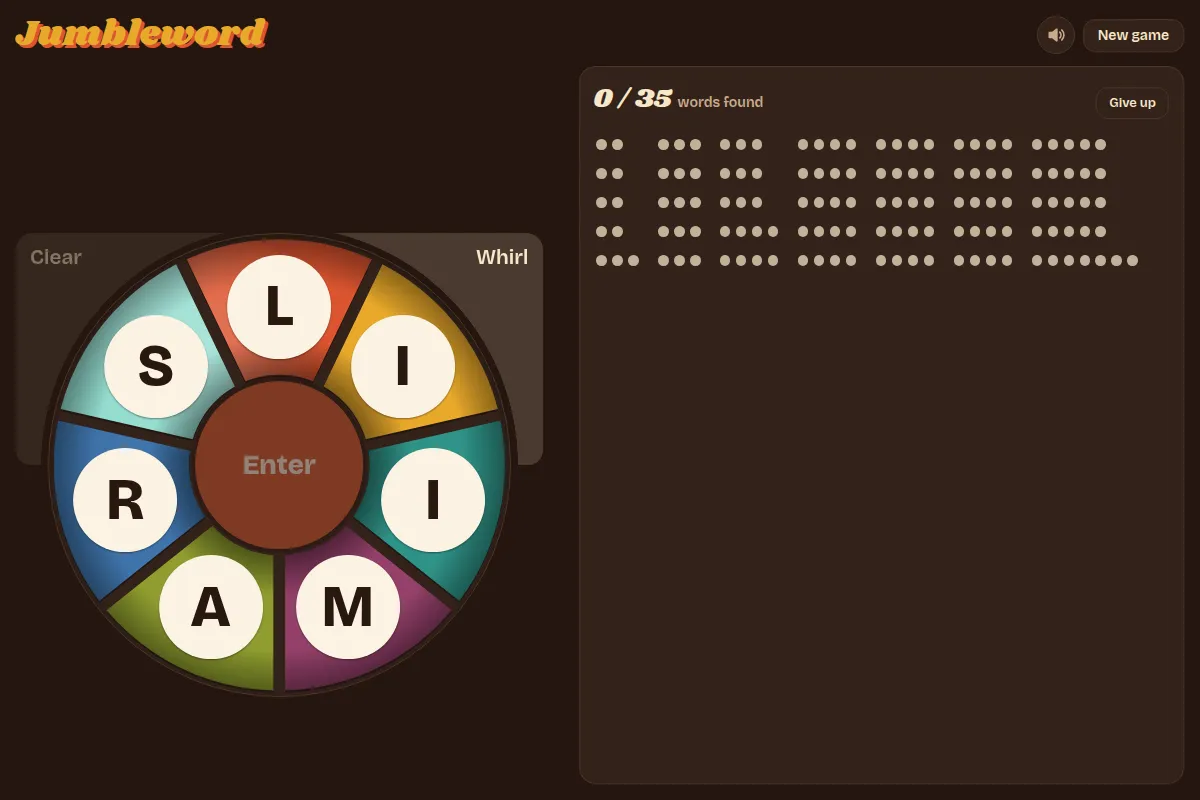 Jumbleword
New game
0 / 35 words found
Give up
Clear
Whirl
L
S
I
R
Enter
I
A
M